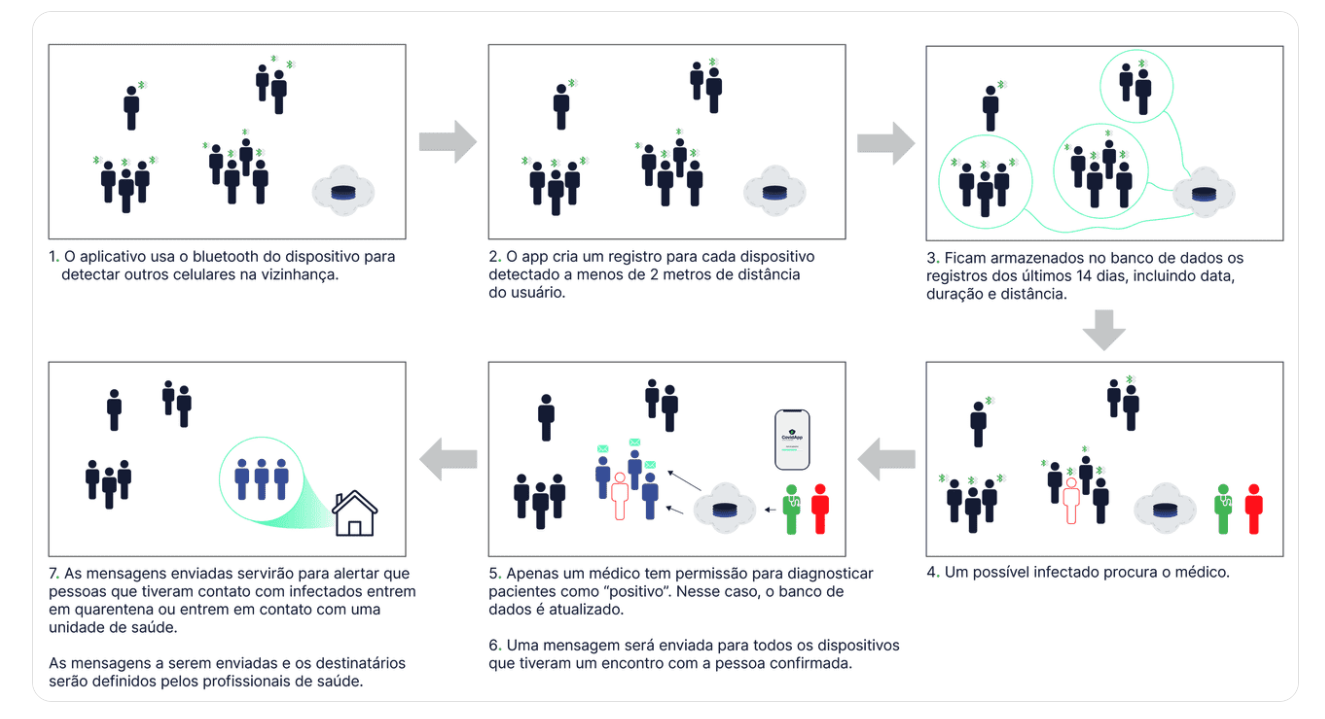 1. O aplicativo usa o bluetooth do dispositivo para
detectar outros celulares na vizinhança.
2. O app cria um registro para cada dispositivo
detectado a menos de 2 metros de distância
do usuário.
3. Ficam armazenados no banco de dados os
registros dos últimos 14 dias, incluindo data,
duração e distância.
4. Um possível infectado procura o médico.
CovidApp
5. Apenas um médico tem permissão para diagnosticar
pacientes como “positivo”. Nesse caso, o banco de
dados é atualizado.
6. Uma mensagem será enviada para todos os dispositivos
que tiveram um encontro com a pessoa confirmada.
7. As mensagens enviadas servirão para alertar que
pessoas que tiveram contato com infectados entrem
em quarentena ou entrem em contato com uma
unidade de saúde.
As mensagens a serem enviadas e os destinatários
serão definidos pelos profissionais de saúde.